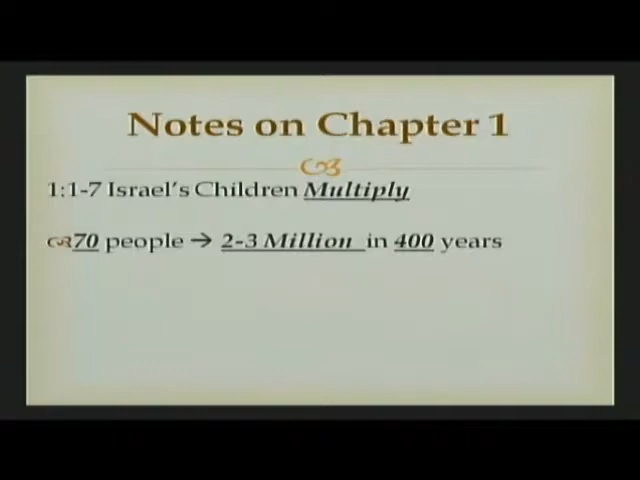 Notes on Chapter 1
1:1-7 Israel's Children Multiply
70 people → 2-3 Million in 400 years